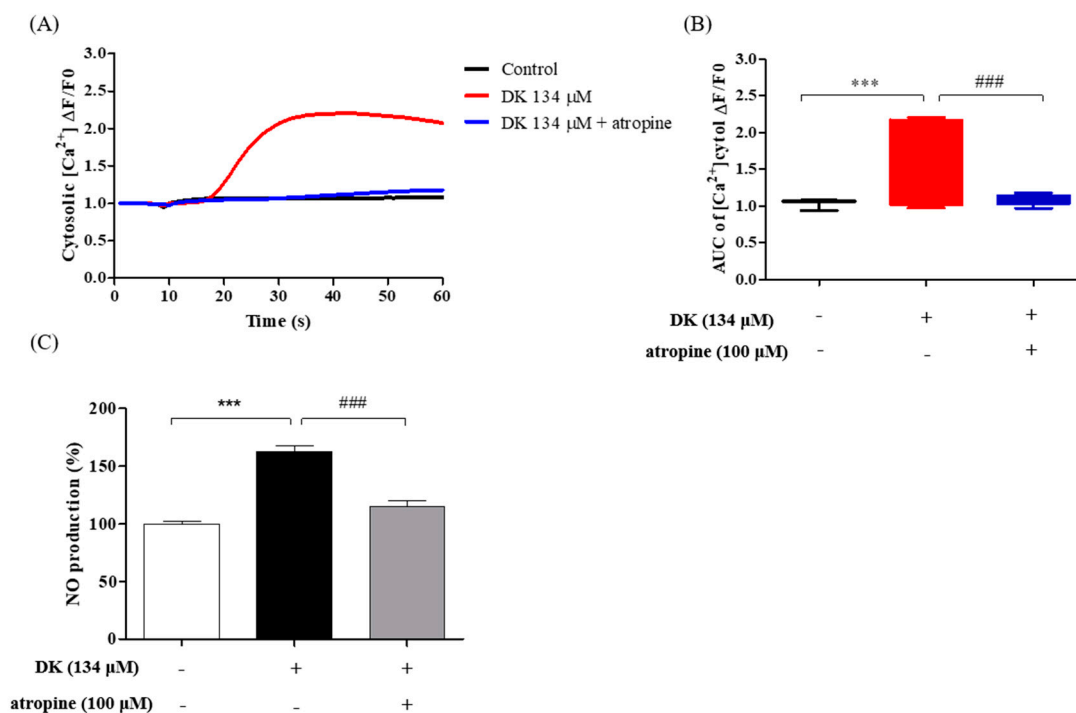 (A)
Cytosolic [Ca2+] ΔF/F0
3.0
2.5
2.0
1.5
1.0
0.5
0.0
0
10
20
30
40
50
60
Time (s)
Control
DK 134 μM
DK 134 μM + atropine
(B)
AUC of [Ca2+]cytol ΔF/F0
3.0
2.5
2.0
1.5
1.0
0.5
0.0
***
###
DK (134 μM) - + +
atropine (100 μM) - - +
(C)
NO production (%)
200
150
100
50
0
***
###
DK (134 μM) - + +
atropine (100 μM) - - +